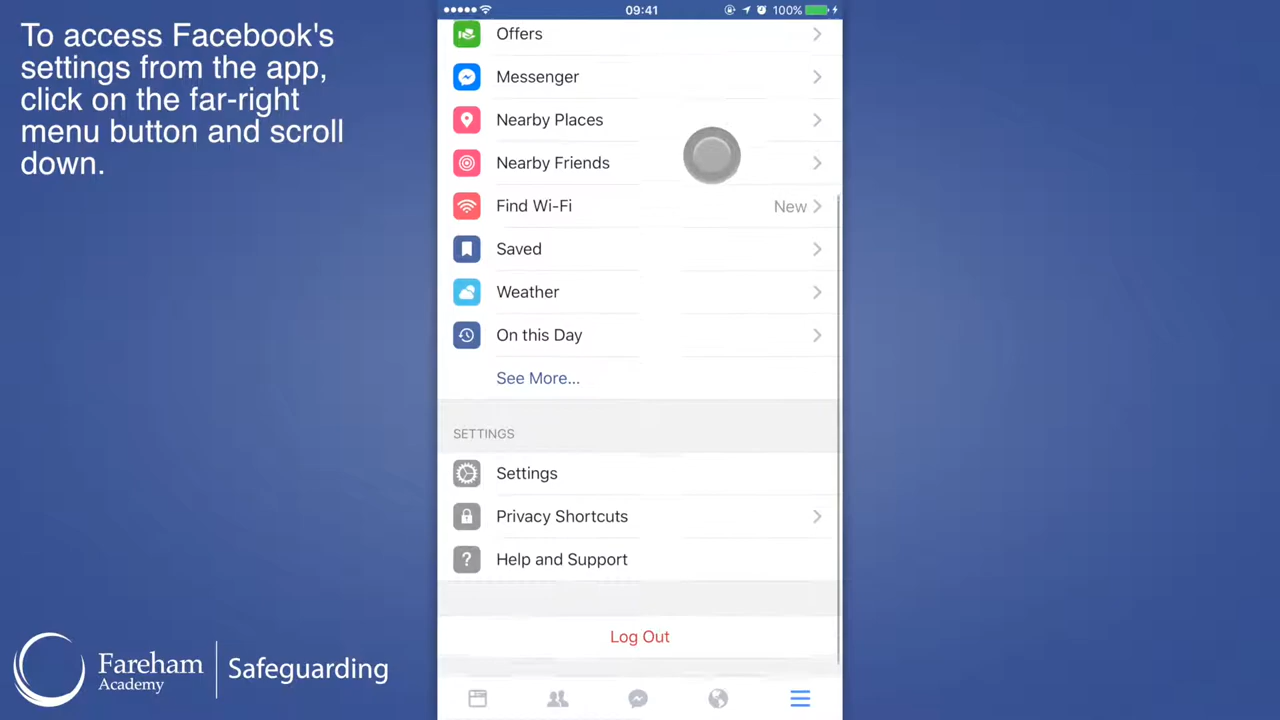 To access Facebook's
settings from the app,
click on the far-right
menu button and scroll
down.
09:41
100%
Offers
Messenger
Nearby Places
Nearby Friends
Find Wi-Fi New
Saved
Weather
On this Day
See More...
SETTINGS
Settings
Privacy Shortcuts
? Help and Support
Log Out
Fareham
Academy
Safeguarding